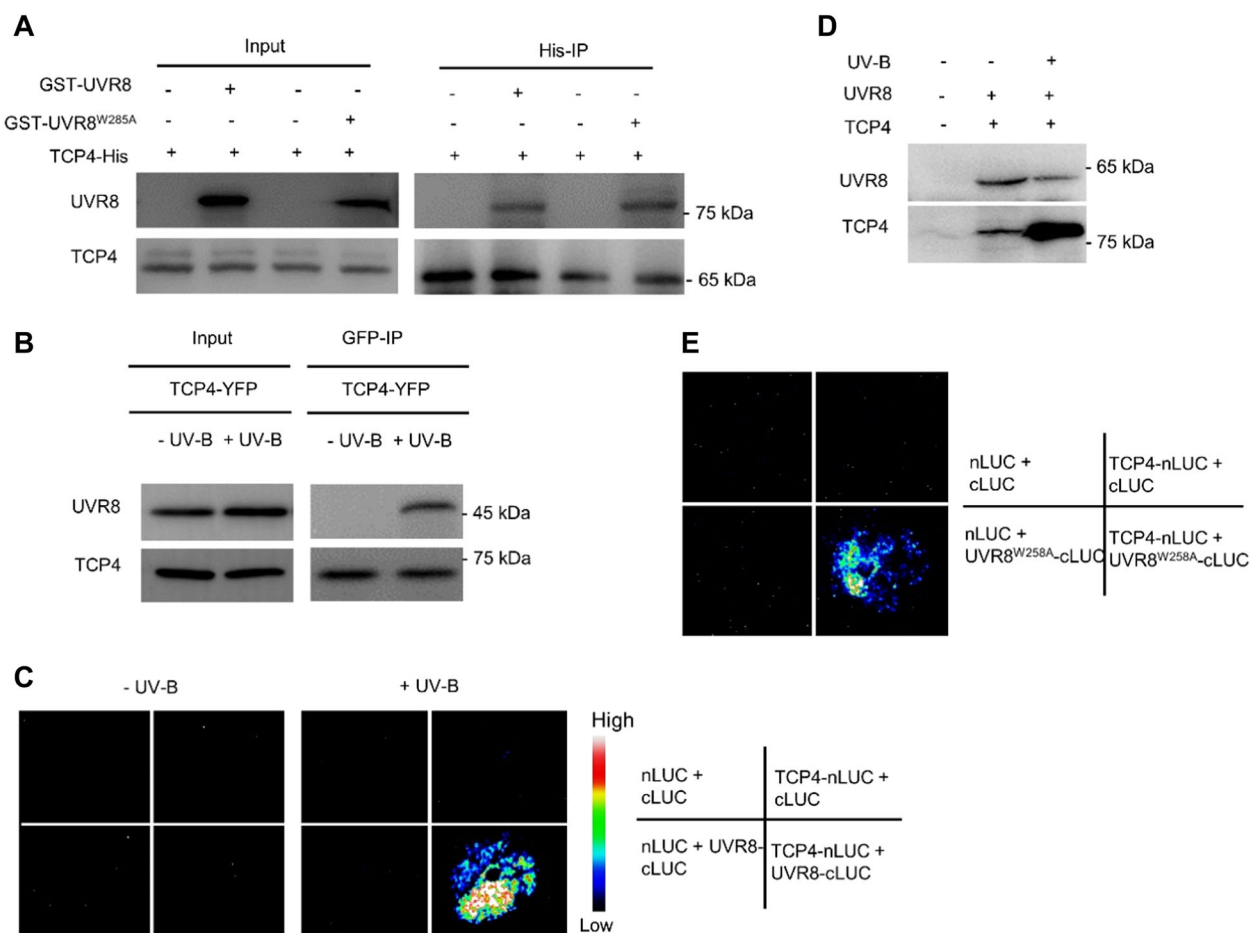 A
Input
His-IP
GST-UVR8 - + - - - + - -
GST-UVR8W285A - - - + - - - +
TCP4-His + + + + + + + +
UVR8
- 75 kDa
TCP4
- 65 kDa
D
UV-B - - +
UVR8 - + +
TCP4 - + +
UVR8
- 65 kDa
TCP4
- 75 kDa
B
Input
GFP-IP
TCP4-YFP
TCP4-YFP
- UV-B + UV-B
- UV-B + UV-B
UVR8
- 45 kDa
75 kDa
TCP4
E
nLUC +
cLUC
TCP4-nLUC +
cLUC
nLUC +
UVR8W258A-cLUC
TCP4-nLUC +
UVR8W258A-cLUC
C
- UV-B
+ UV-B
High
Low
nLUC +
cLUC
TCP4-nLUC +
cLUC
nLUC + UVR8-
cLUC
TCP4-nLUC +
UVR8-cLUC